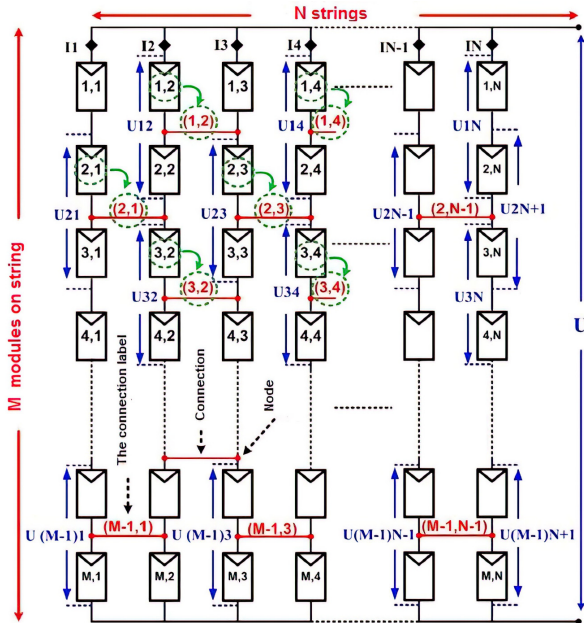 N strings
I1 I2 I3 I4 IN-1 IN
1,1 1,2 1,3 1,4 1,N
U12 (1,2) U14 (1,4) U1N
2,1 2,2 2,3 2,4 2,N
U21 (2,1) U23 (2,3) U2N-1 (2,N-1) U2N+1
3,1 3,2 3,3 3,4 3,N
U32 (3,2) U34 (3,4) U3N
4,1 4,2 4,3 4,4 4,N
U
M modules on string
The connection label
Connection
Node
U (M-1)1 (M-1,1) U (M-1)3 (M-1,3) U(M-1)N-1 (M-1,N-1) U(M-1)N+1
M,1 M,2 M,3 M,4 M,N